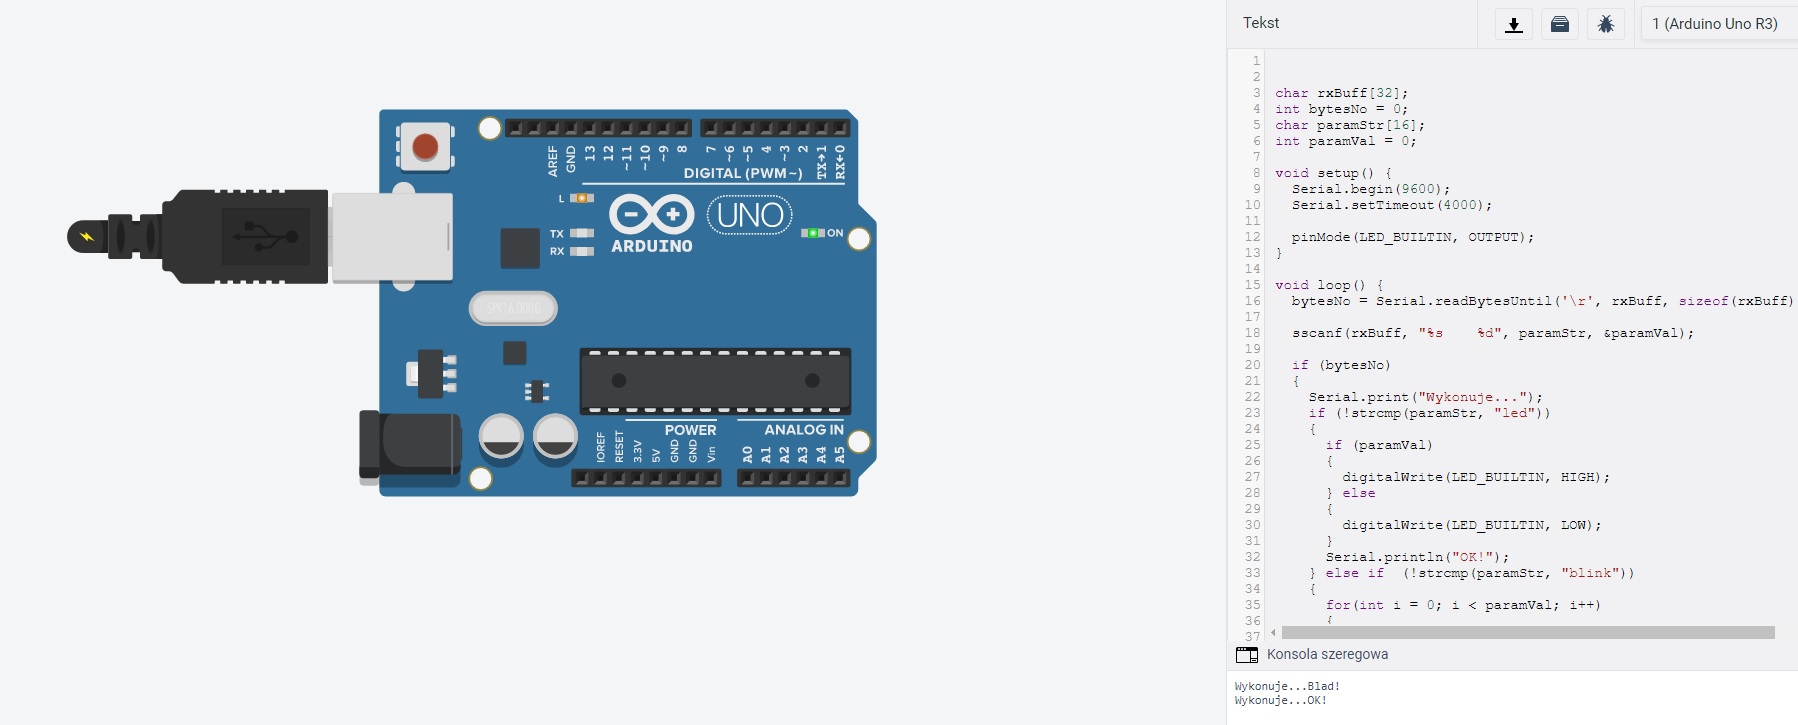 AREF
GND
13
12
~11
~10
~9
8
7
~6
~5
4
~3
2
TX→1
RX←0
DIGITAL (PWM~)
L
TX
RX
ARDUINO
UNO
ON
SPK16.000G
POWER
ANALOG IN
IOREF
RESET
3.3V
5V
GND
GND
Vin
A0
A1
A2
A3
A4
A5
Tekst
1 (Arduino Uno R3)
1
2
3 char rxBuff[32];
4 int bytesNo = 0;
5 char paramStr[16];
6 int paramVal = 0;
7
8 void setup() {
9   Serial.begin(9600);
10   Serial.setTimeout(4000);
11
12   pinMode(LED_BUILTIN, OUTPUT);
13 }
14
15 void loop() {
16   bytesNo = Serial.readBytesUntil('\r', rxBuff, sizeof(rxBuff)
17
18   sscanf(rxBuff, "%s    %d", paramStr, &paramVal);
19
20   if (bytesNo)
21   {
22     Serial.print("Wykonuje...");
23     if (!strcmp(paramStr, "led"))
24     {
25       if (paramVal)
26       {
27         digitalWrite(LED_BUILTIN, HIGH);
28       } else
29       {
30         digitalWrite(LED_BUILTIN, LOW);
31       }
32       Serial.println("OK!");
33     } else if  (!strcmp(paramStr, "blink"))
34     {
35       for(int i = 0; i < paramVal; i++)
36       {
37
Konsola szeregowa
Wykonuje...Blad!
Wykonuje...OK!